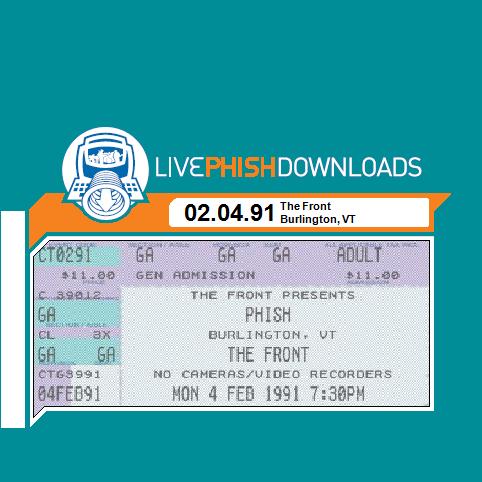 LIVEPHISHDOWNLOADS
02.04.91 The Front
Burlington, VT
CT0291 GA GA GA ADULT
$11.00 GEN ADMISSION $11.00
C 39012 THE FRONT PRESENTS
GA PHISH
CL 3X BURLINGTON, VT
GA GA THE FRONT
CTG3991 NO CAMERAS/VIDEO RECORDERS
04FEB91 MON 4 FEB 1991 7:30PM